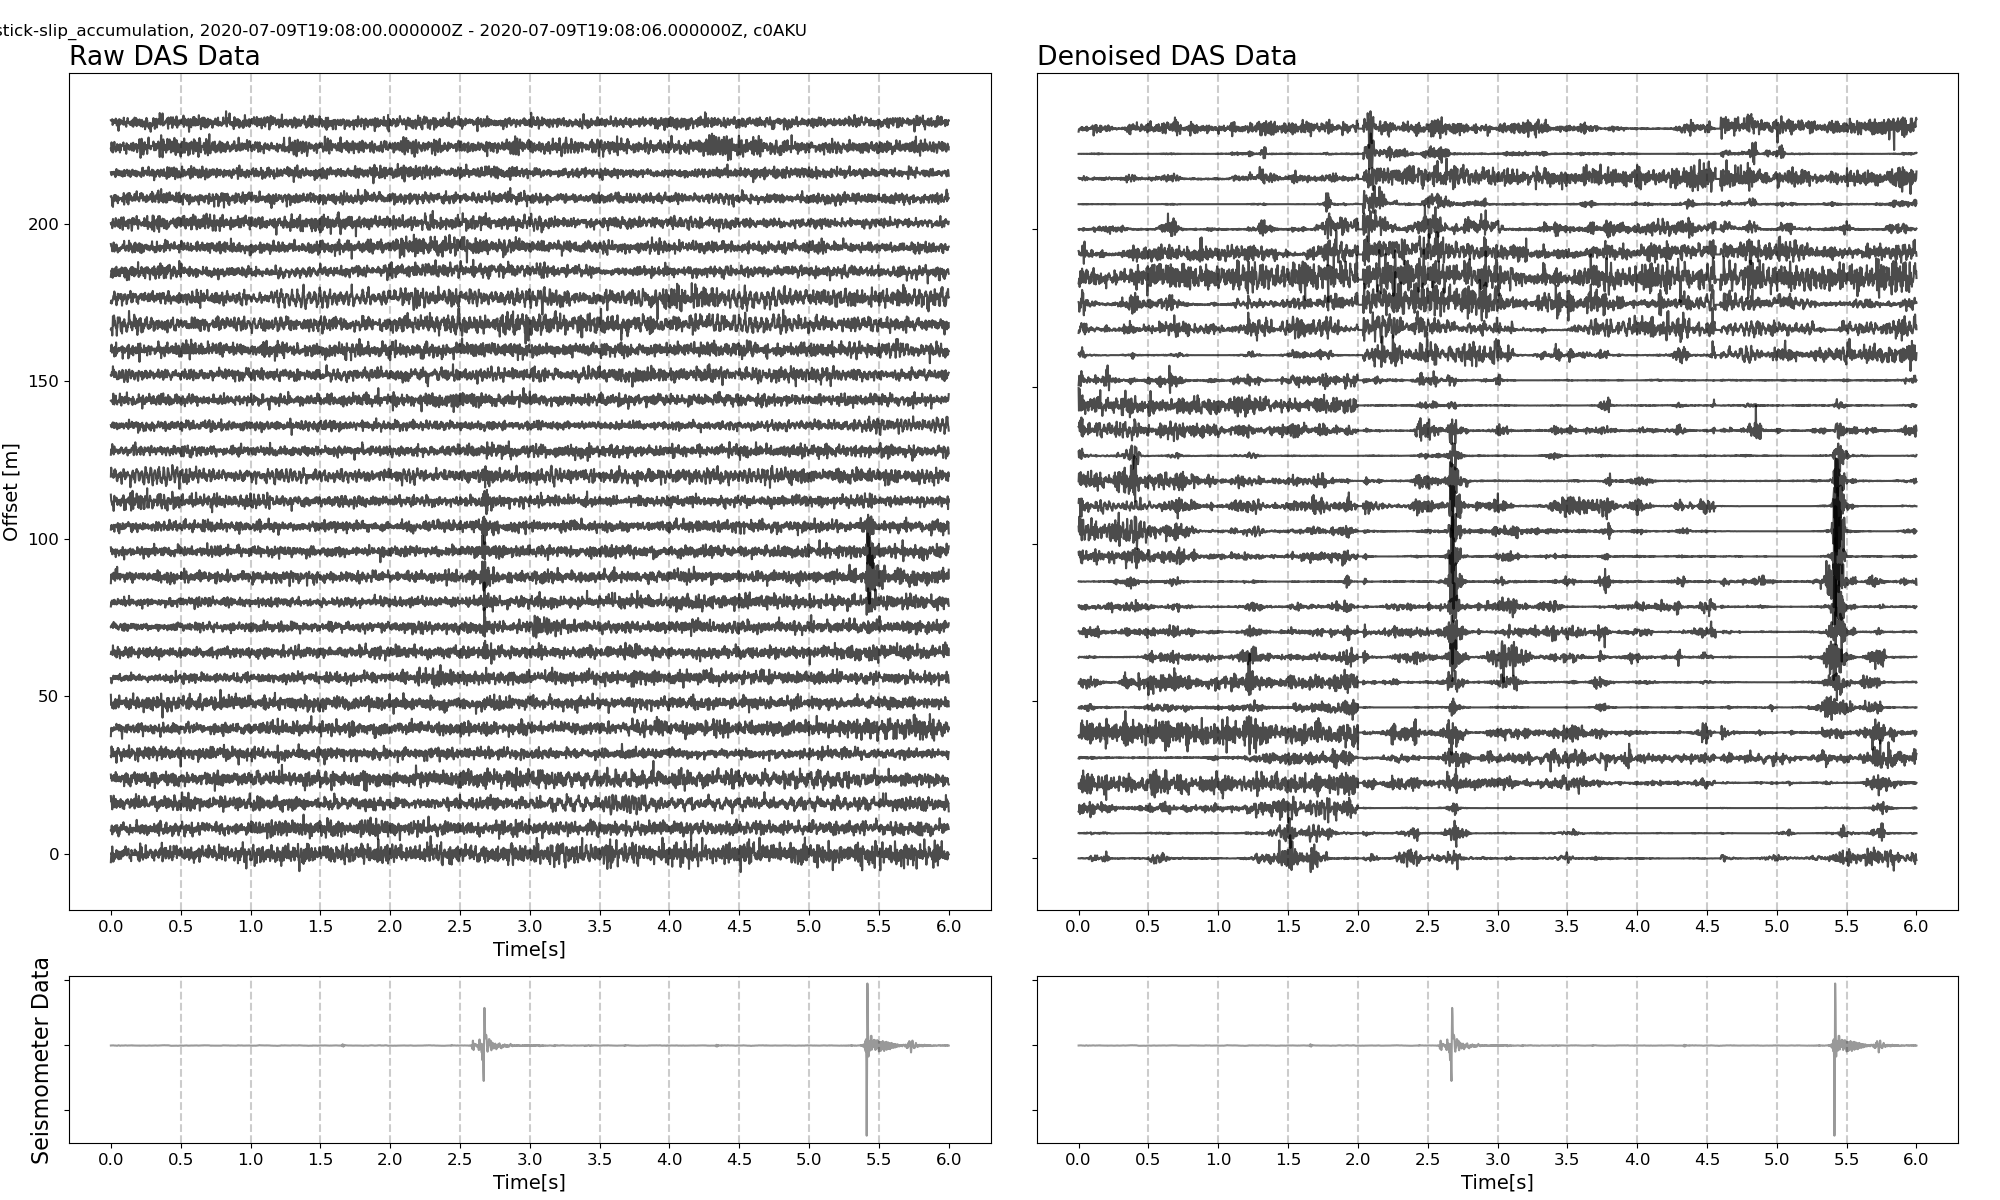 stick-slip_accumulation, 2020-07-09T19:08:00.000000Z - 2020-07-09T19:08:06.000000Z, c0AKU
Raw DAS Data
Denoised DAS Data
Offset [m]
200
150
100
50
0
0.0 0.5 1.0 1.5 2.0 2.5 3.0 3.5 4.0 4.5 5.0 5.5 6.0
Time[s]
0.0 0.5 1.0 1.5 2.0 2.5 3.0 3.5 4.0 4.5 5.0 5.5 6.0
Seismometer Data
0.0 0.5 1.0 1.5 2.0 2.5 3.0 3.5 4.0 4.5 5.0 5.5 6.0
Time[s]
0.0 0.5 1.0 1.5 2.0 2.5 3.0 3.5 4.0 4.5 5.0 5.5 6.0
Time[s]